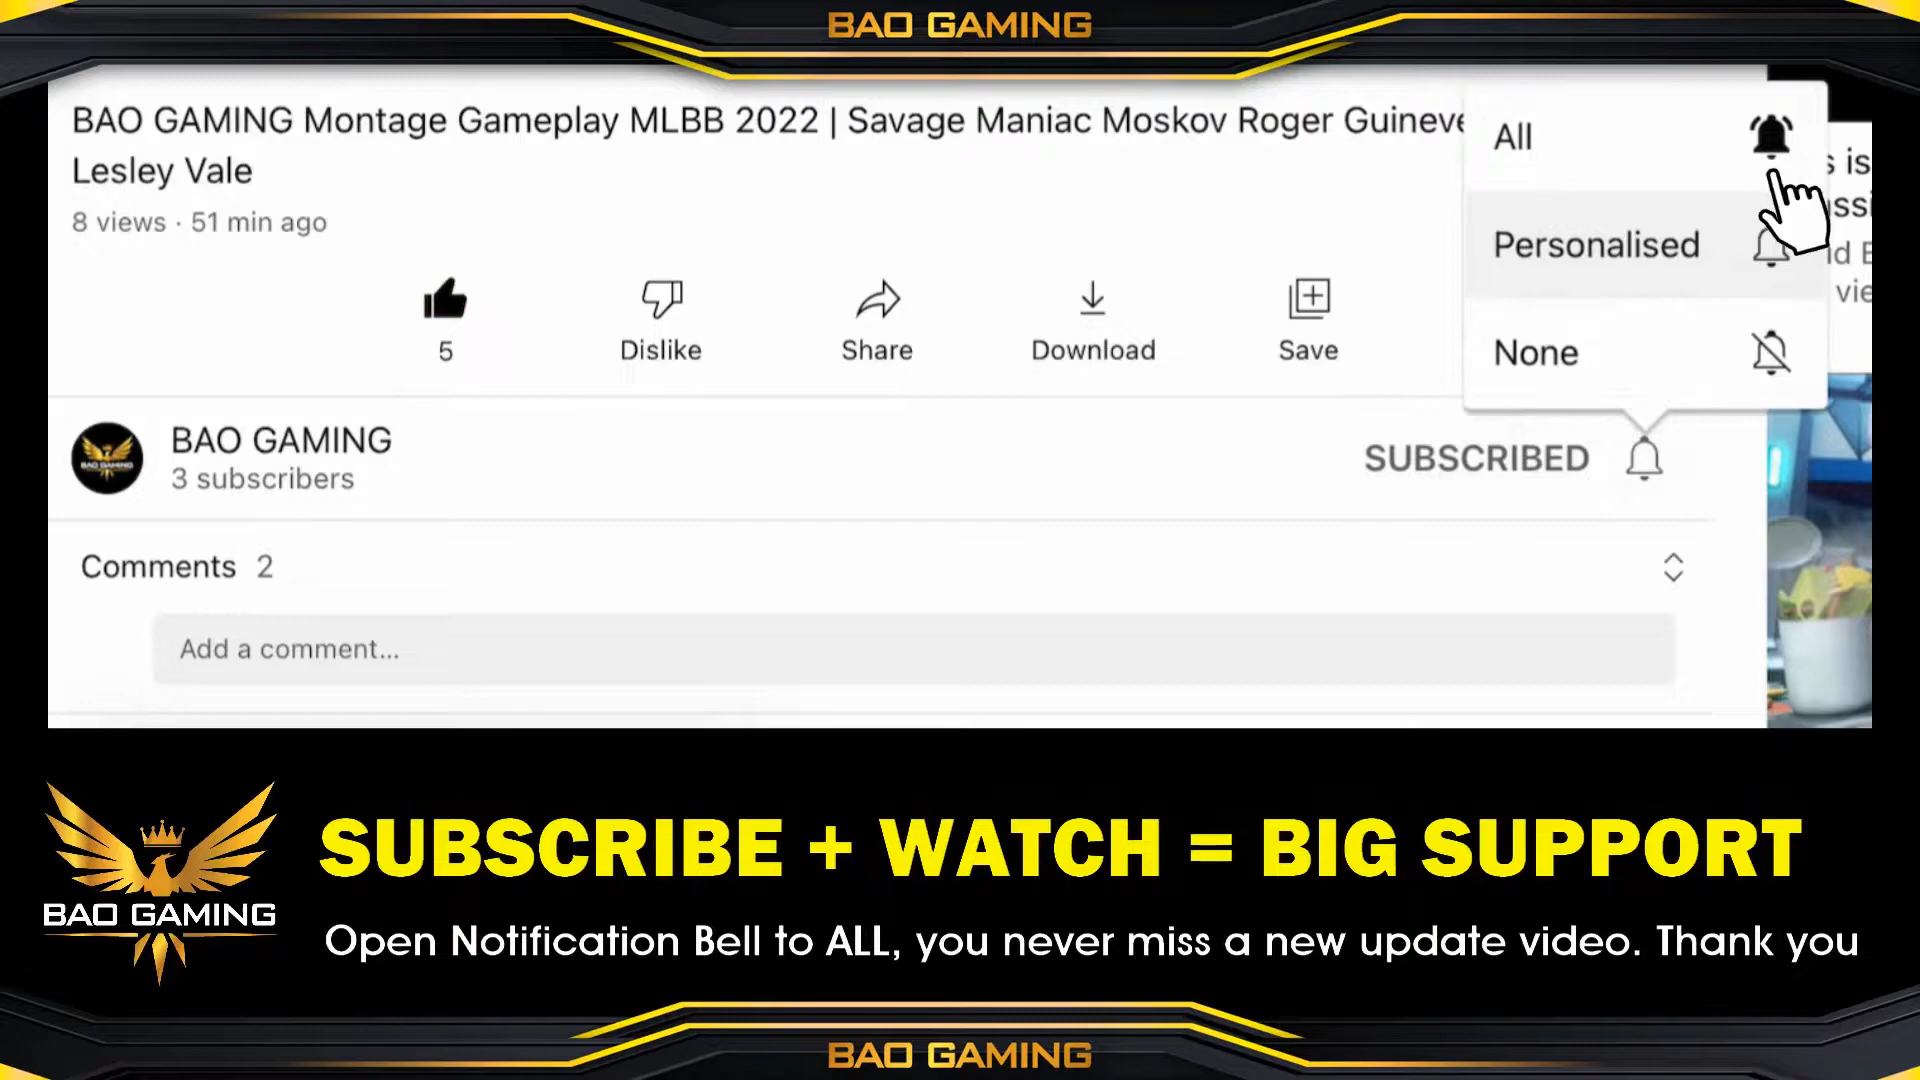 BAO GAMING
BAO GAMING Montage Gameplay MLBB 2022 | Savage Maniac Moskov Roger
Lesley Vale
8 views · 51 min ago
All
Personalised
None
5
Dislike
Share
Download
Save
BAO GAMING
BAO GAMING
3 subscribers
SUBSCRIBED
Comments 2
Add a comment...
SUBSCRIBE + WATCH = BIG SUPPORT
BAO GAMING
Open Notification Bell to ALL, you never miss a new update video. Thank you
BAO GAMING